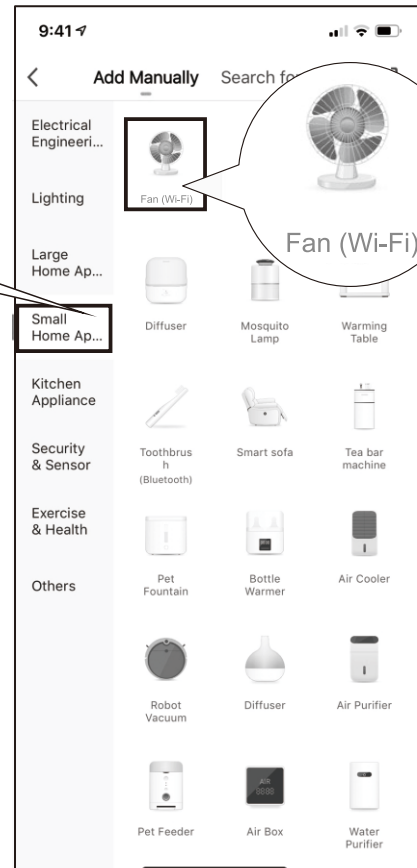 9:41
Add Manually Search fo
Electrical
Engineeri...
Lighting
Large
Home Ap...
Small
Home Ap...
Kitchen
Appliance
Security
& Sensor
Exercise
& Health
Others
Fan (Wi-Fi)
Fan (Wi-Fi)
Diffuser
Mosquito
Lamp
Warming
Table
Toothbrus
h
(Bluetooth)
Smart sofa
Tea bar
machine
Pet
Fountain
Bottle
Warmer
Air Cooler
Robot
Vacuum
Diffuser
Air Purifier
Pet Feeder
Air Box
Water
Purifier